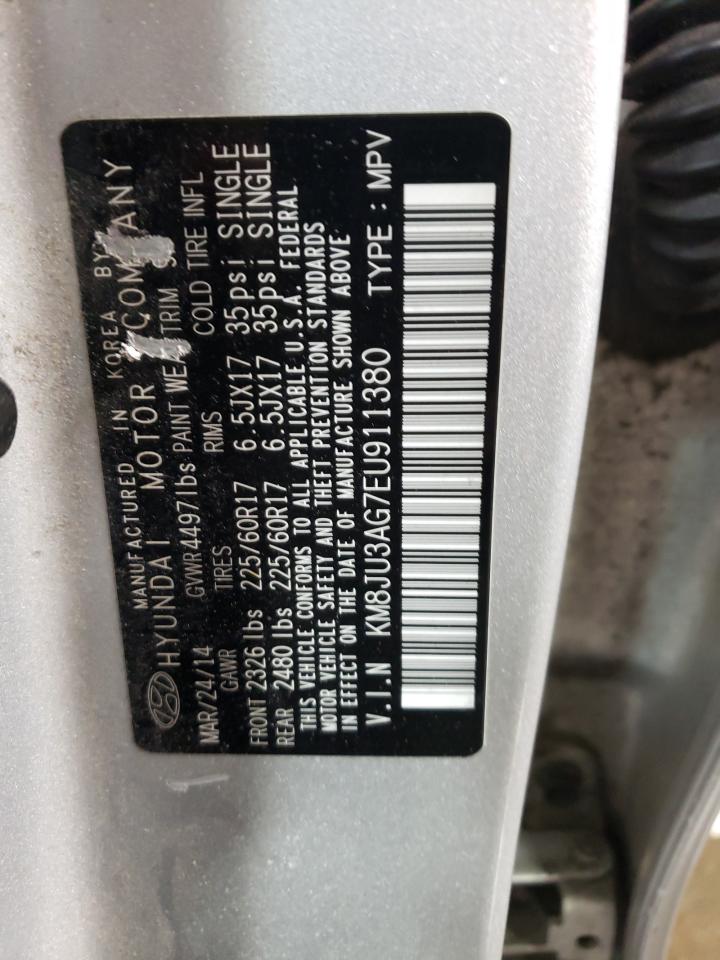 MANUFACTURED IN KOREA BY
HYUNDAI MOTOR COMPANY
MAR/24/14 GVWR 4497lbs PAINT TRIM
GAWR TIRES RIMS COLD TIRE INFL
FRONT 2326 lbs 225/60R17 6.5JX17 35psi SINGLE
REAR 2480 lbs 225/60R17 6.5JX17 35psi SINGLE
THIS VEHICLE CONFORMS TO ALL APPLICABLE U.S.A. FEDERAL
MOTOR VEHICLE SAFETY AND THEFT PREVENTION STANDARDS
IN EFFECT ON THE DATE OF MANUFACTURE SHOWN ABOVE
V.I.N KM8JU3AG7EU911380 TYPE : MPV